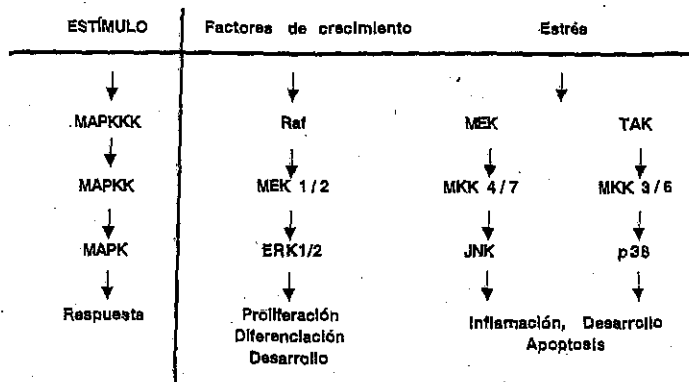 ESTÍMULO Factores de crecimiento Estrés
MAPKKK Raf MEK TAK
MAPKK MEK 1/2 MKK 4/7 MKK 3/6
MAPK ERK1/2 JNK p38
Respuesta Proliferación Inflamación, Desarrollo
Diferenciación Apoptosis
Desarrollo